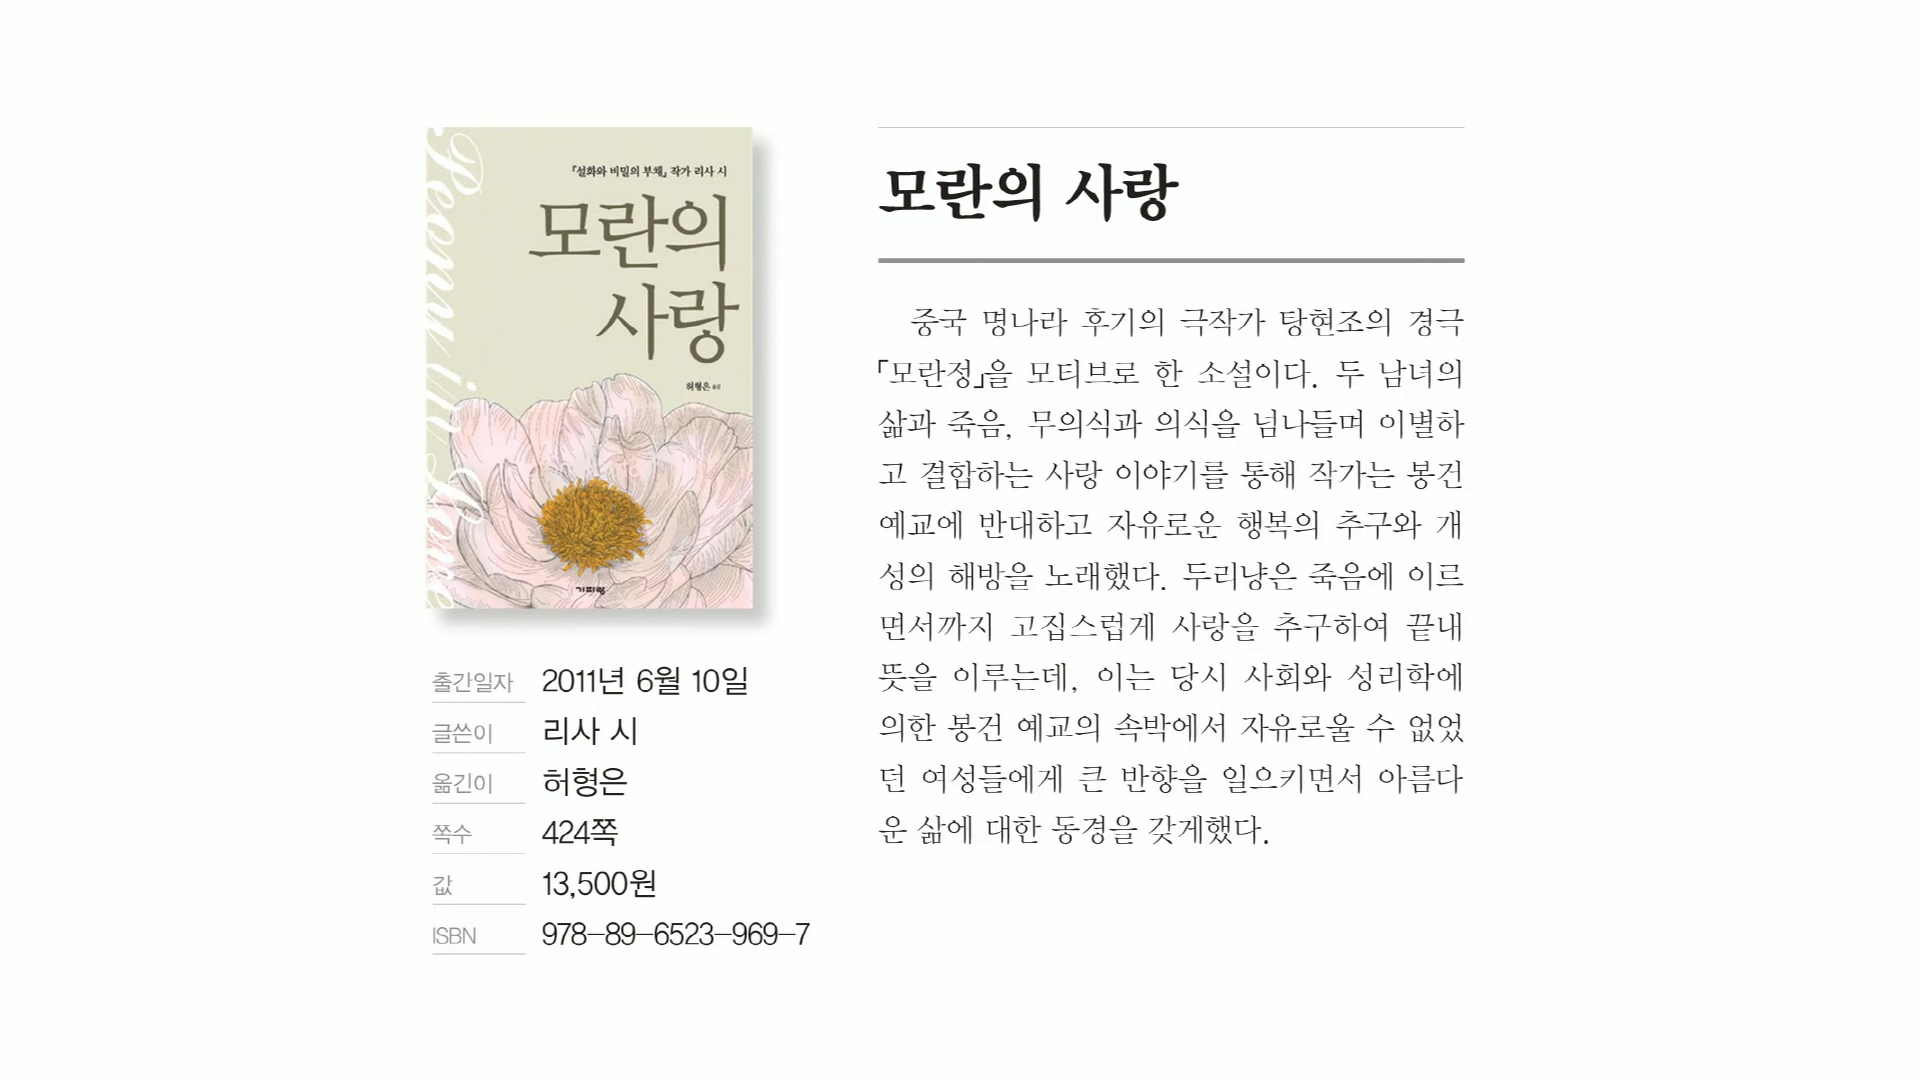 Peony in Love
『설화와 비밀의 부채』 작가 리사 시
모란의
사랑
허형은 옮김
출간일자 2011년 6월 10일
글쓴이 리사 시
옮긴이 허형은
쪽수 424쪽
값 13,500원
ISBN 978-89-6523-969-7
모란의 사랑
중국 명나라 후기의 극작가 탕현조의 경극
「모란정」을 모티브로 한 소설이다. 두 남녀의
삶과 죽음, 무의식과 의식을 넘나들며 이별하
고 결합하는 사랑 이야기를 통해 작가는 봉건
예교에 반대하고 자유로운 행복의 추구와 개
성의 해방을 노래했다. 두리냥은 죽음에 이르
면서까지 고집스럽게 사랑을 추구하여 끝내
뜻을 이루는데, 이는 당시 사회와 성리학에
의한 봉건 예교의 속박에서 자유로울 수 없었
던 여성들에게 큰 반향을 일으키면서 아름다
운 삶에 대한 동경을 갖게했다.